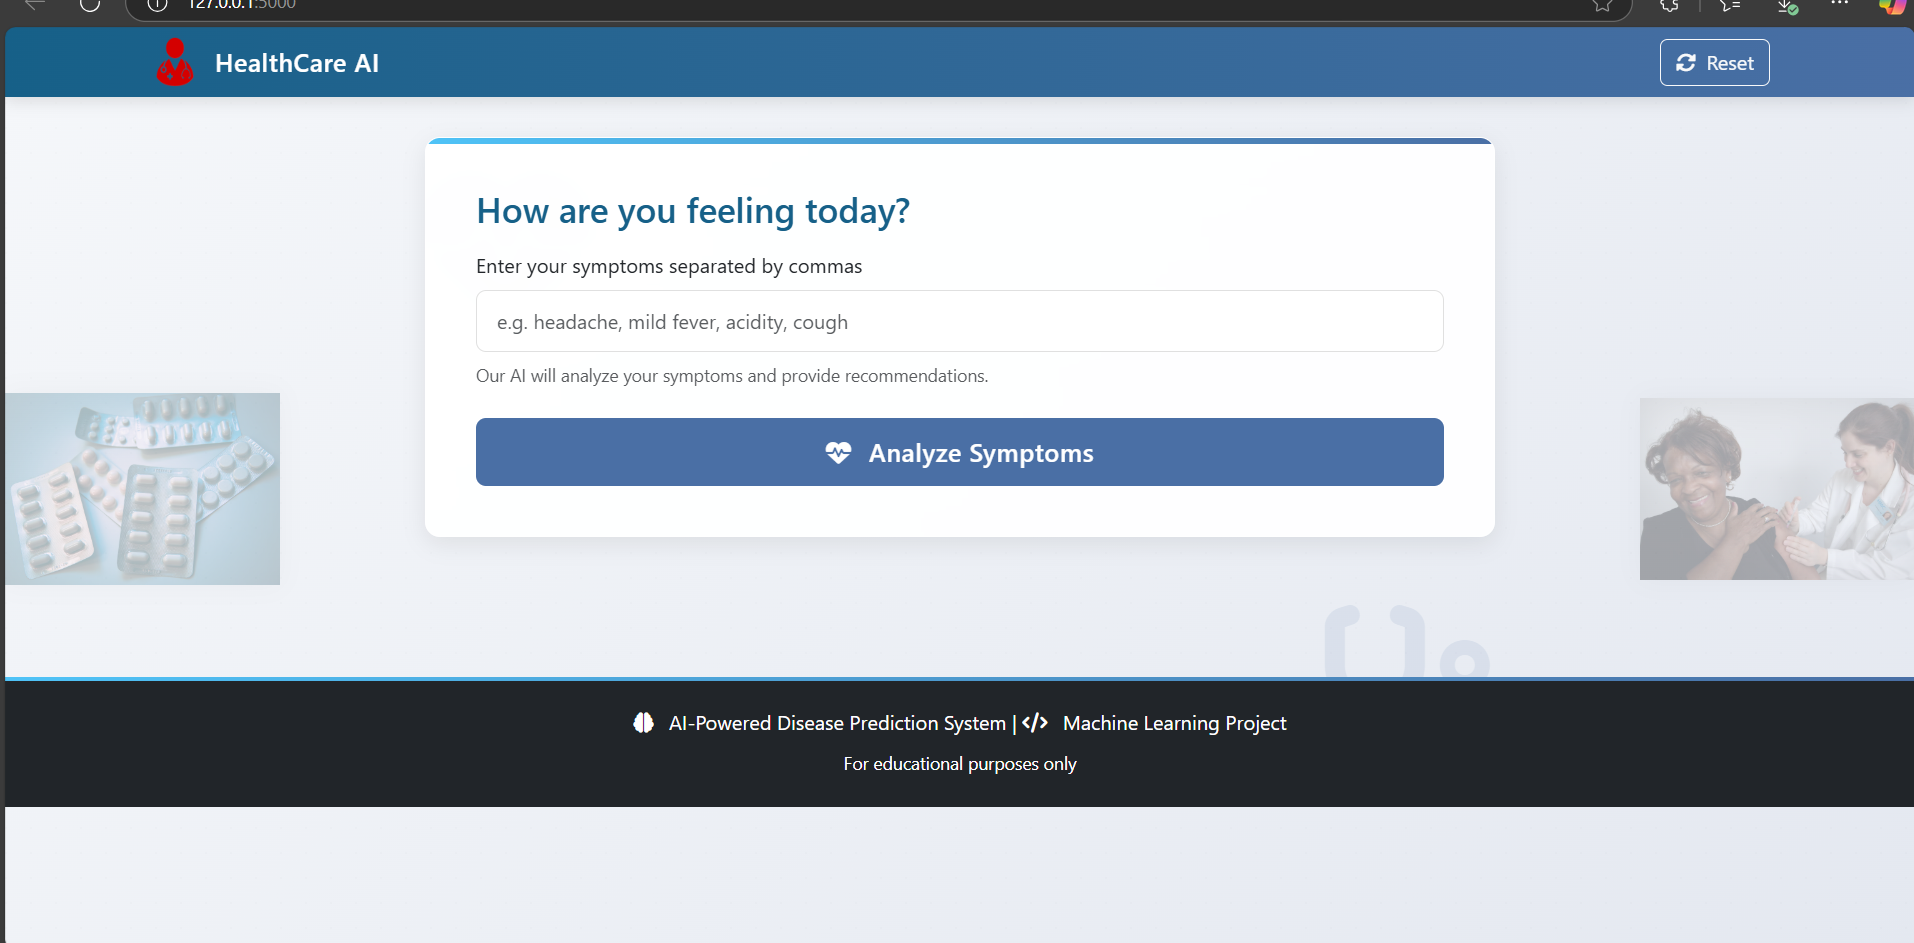 127.0.0.1:5000
HealthCare AI
Reset
How are you feeling today?
Enter your symptoms separated by commas
e.g. headache, mild fever, acidity, cough
Our AI will analyze your symptoms and provide recommendations.
Analyze Symptoms
AI-Powered Disease Prediction System | </> Machine Learning Project
For educational purposes only